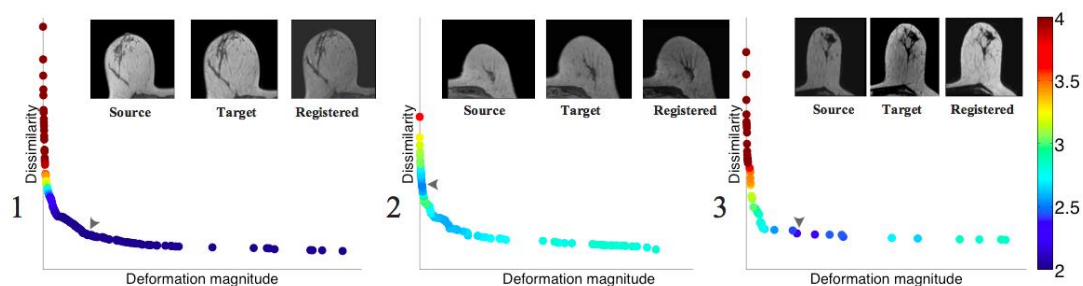 1
Dissimilarity
Source Target Registered
Deformation magnitude
2
Dissimilarity
Source Target Registered
Deformation magnitude
3
Dissimilarity
Source Target Registered
Deformation magnitude
4
3.5
3
2.5
2